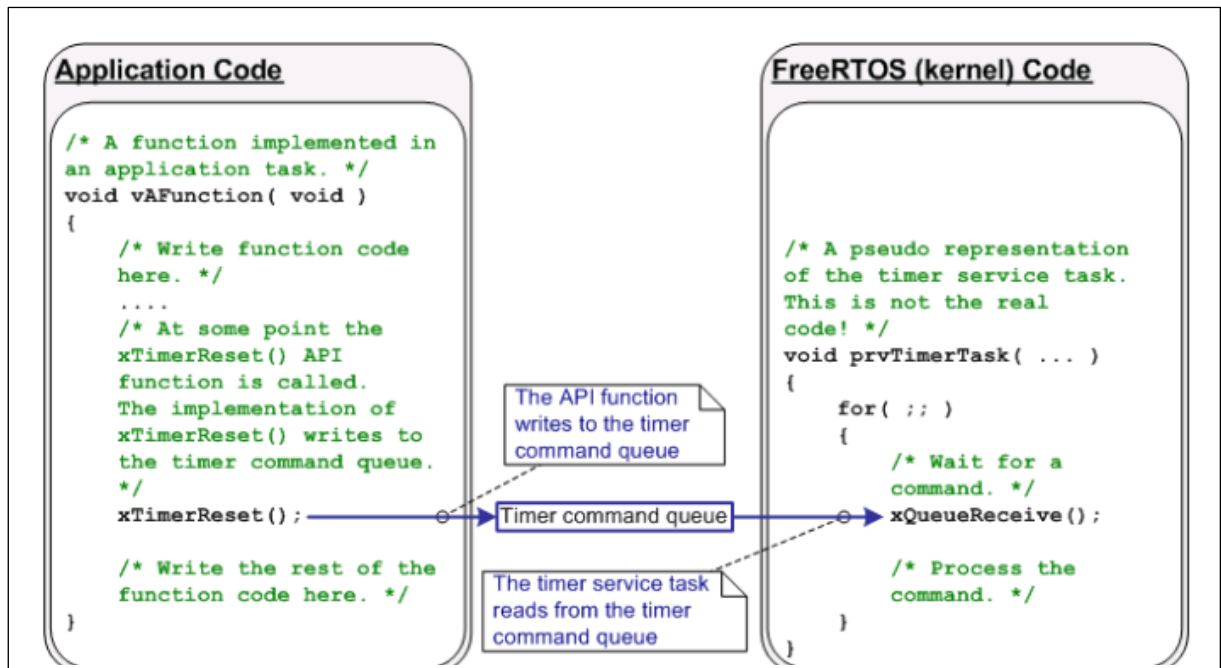 Application Code
/* A function implemented in
an application task. */
void vAFunction( void )
{
/* Write function code
here. */
....
/* At some point the
xTimerReset() API
function is called.
The implementation of
xTimerReset() writes to
the timer command queue.
*/
xTimerReset();
/* Write the rest of the
function code here. */
}
The API function
writes to the timer
command queue
Timer command queue
The timer service task
reads from the timer
command queue
FreeRTOS (kernel) Code
/* A pseudo representation
of the timer service task.
This is not the real
code! */
void prvTimerTask( ... )
{
for( ;; )
{
/* Wait for a
command. */
xQueueReceive();
/* Process the
command. */
}
}